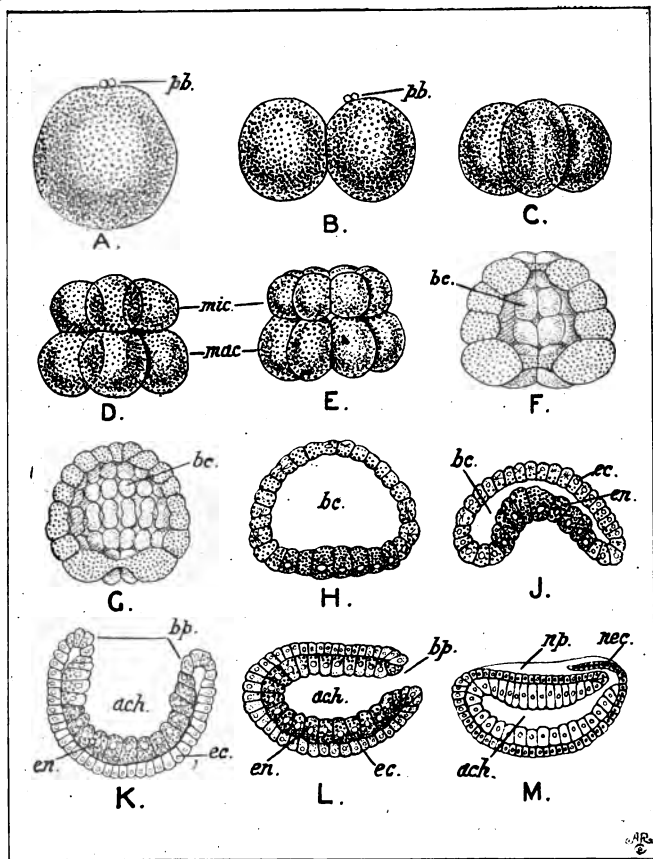 pb.
pb.
A.
B.
C.
mic.
mac.
bc.
D.
E.
F.
bc.
bc.
bc.
ec.
en.
G.
H.
J.
bp.
ach.
en.
ec.
K.
bp.
ach.
en.
ec.
L.
np.
nec.
ach.
M.